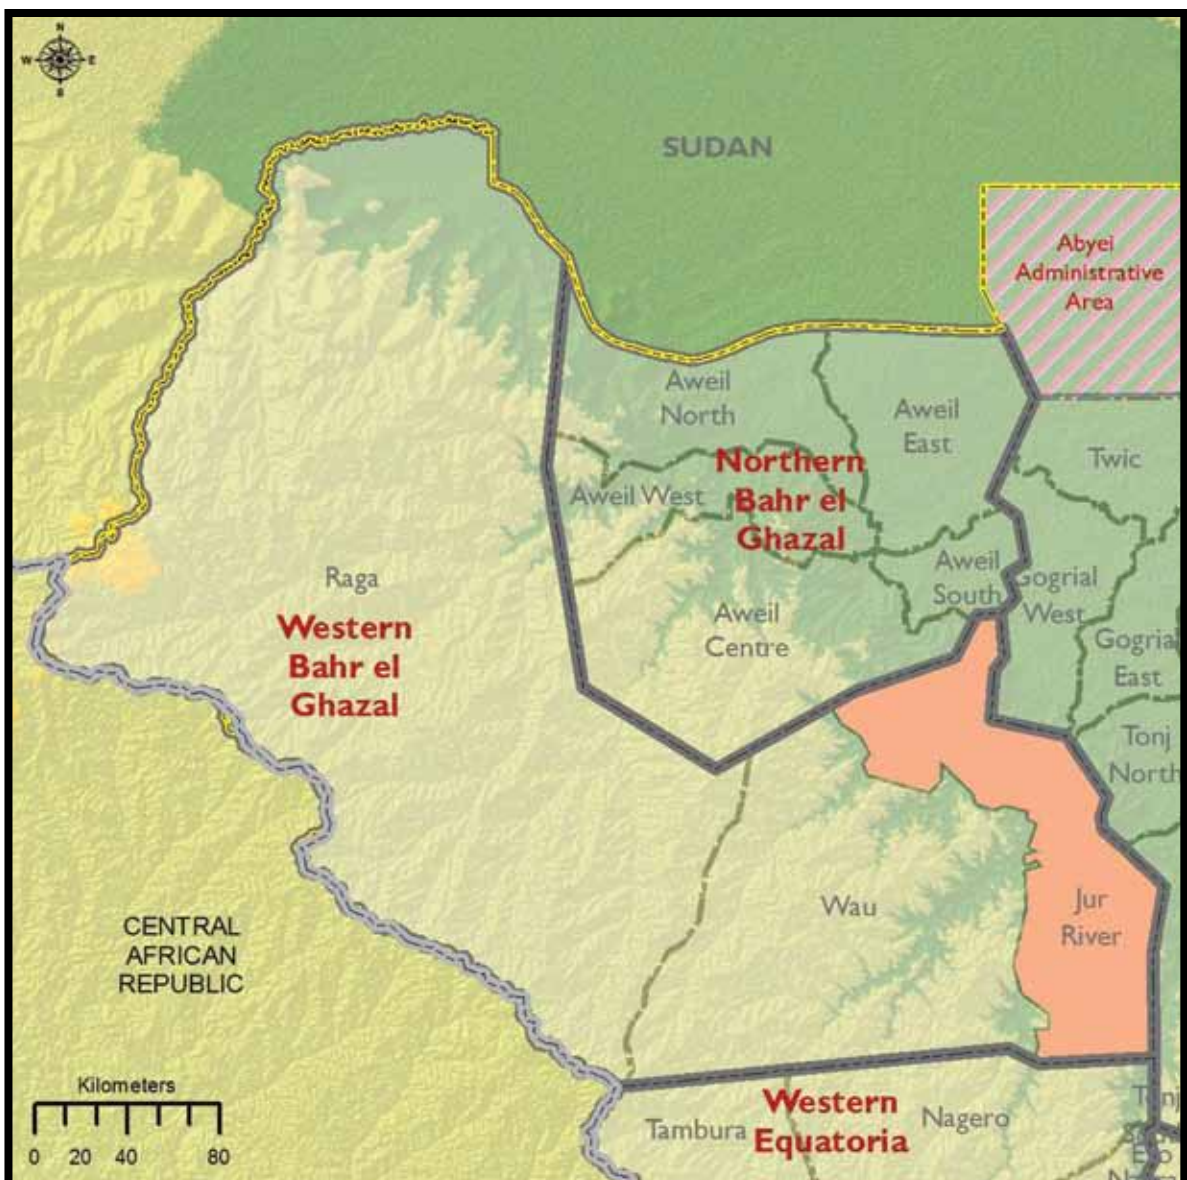 N
W E
S
SUDAN
Abyei
Administrative
Area
Aweil
North
Aweil
East
Twic
Northern
Bahr el
Ghazal
Aweil West
Aweil
South
Gogrial
West
Raga
Western
Bahr el
Ghazal
Aweil
Centre
Gogrial
East
Tonj
North
Wau
Jur
River
CENTRAL
AFRICAN
REPUBLIC
Kilometers
0 20 40 80
Western
Equatoria
Tambura
Nagero